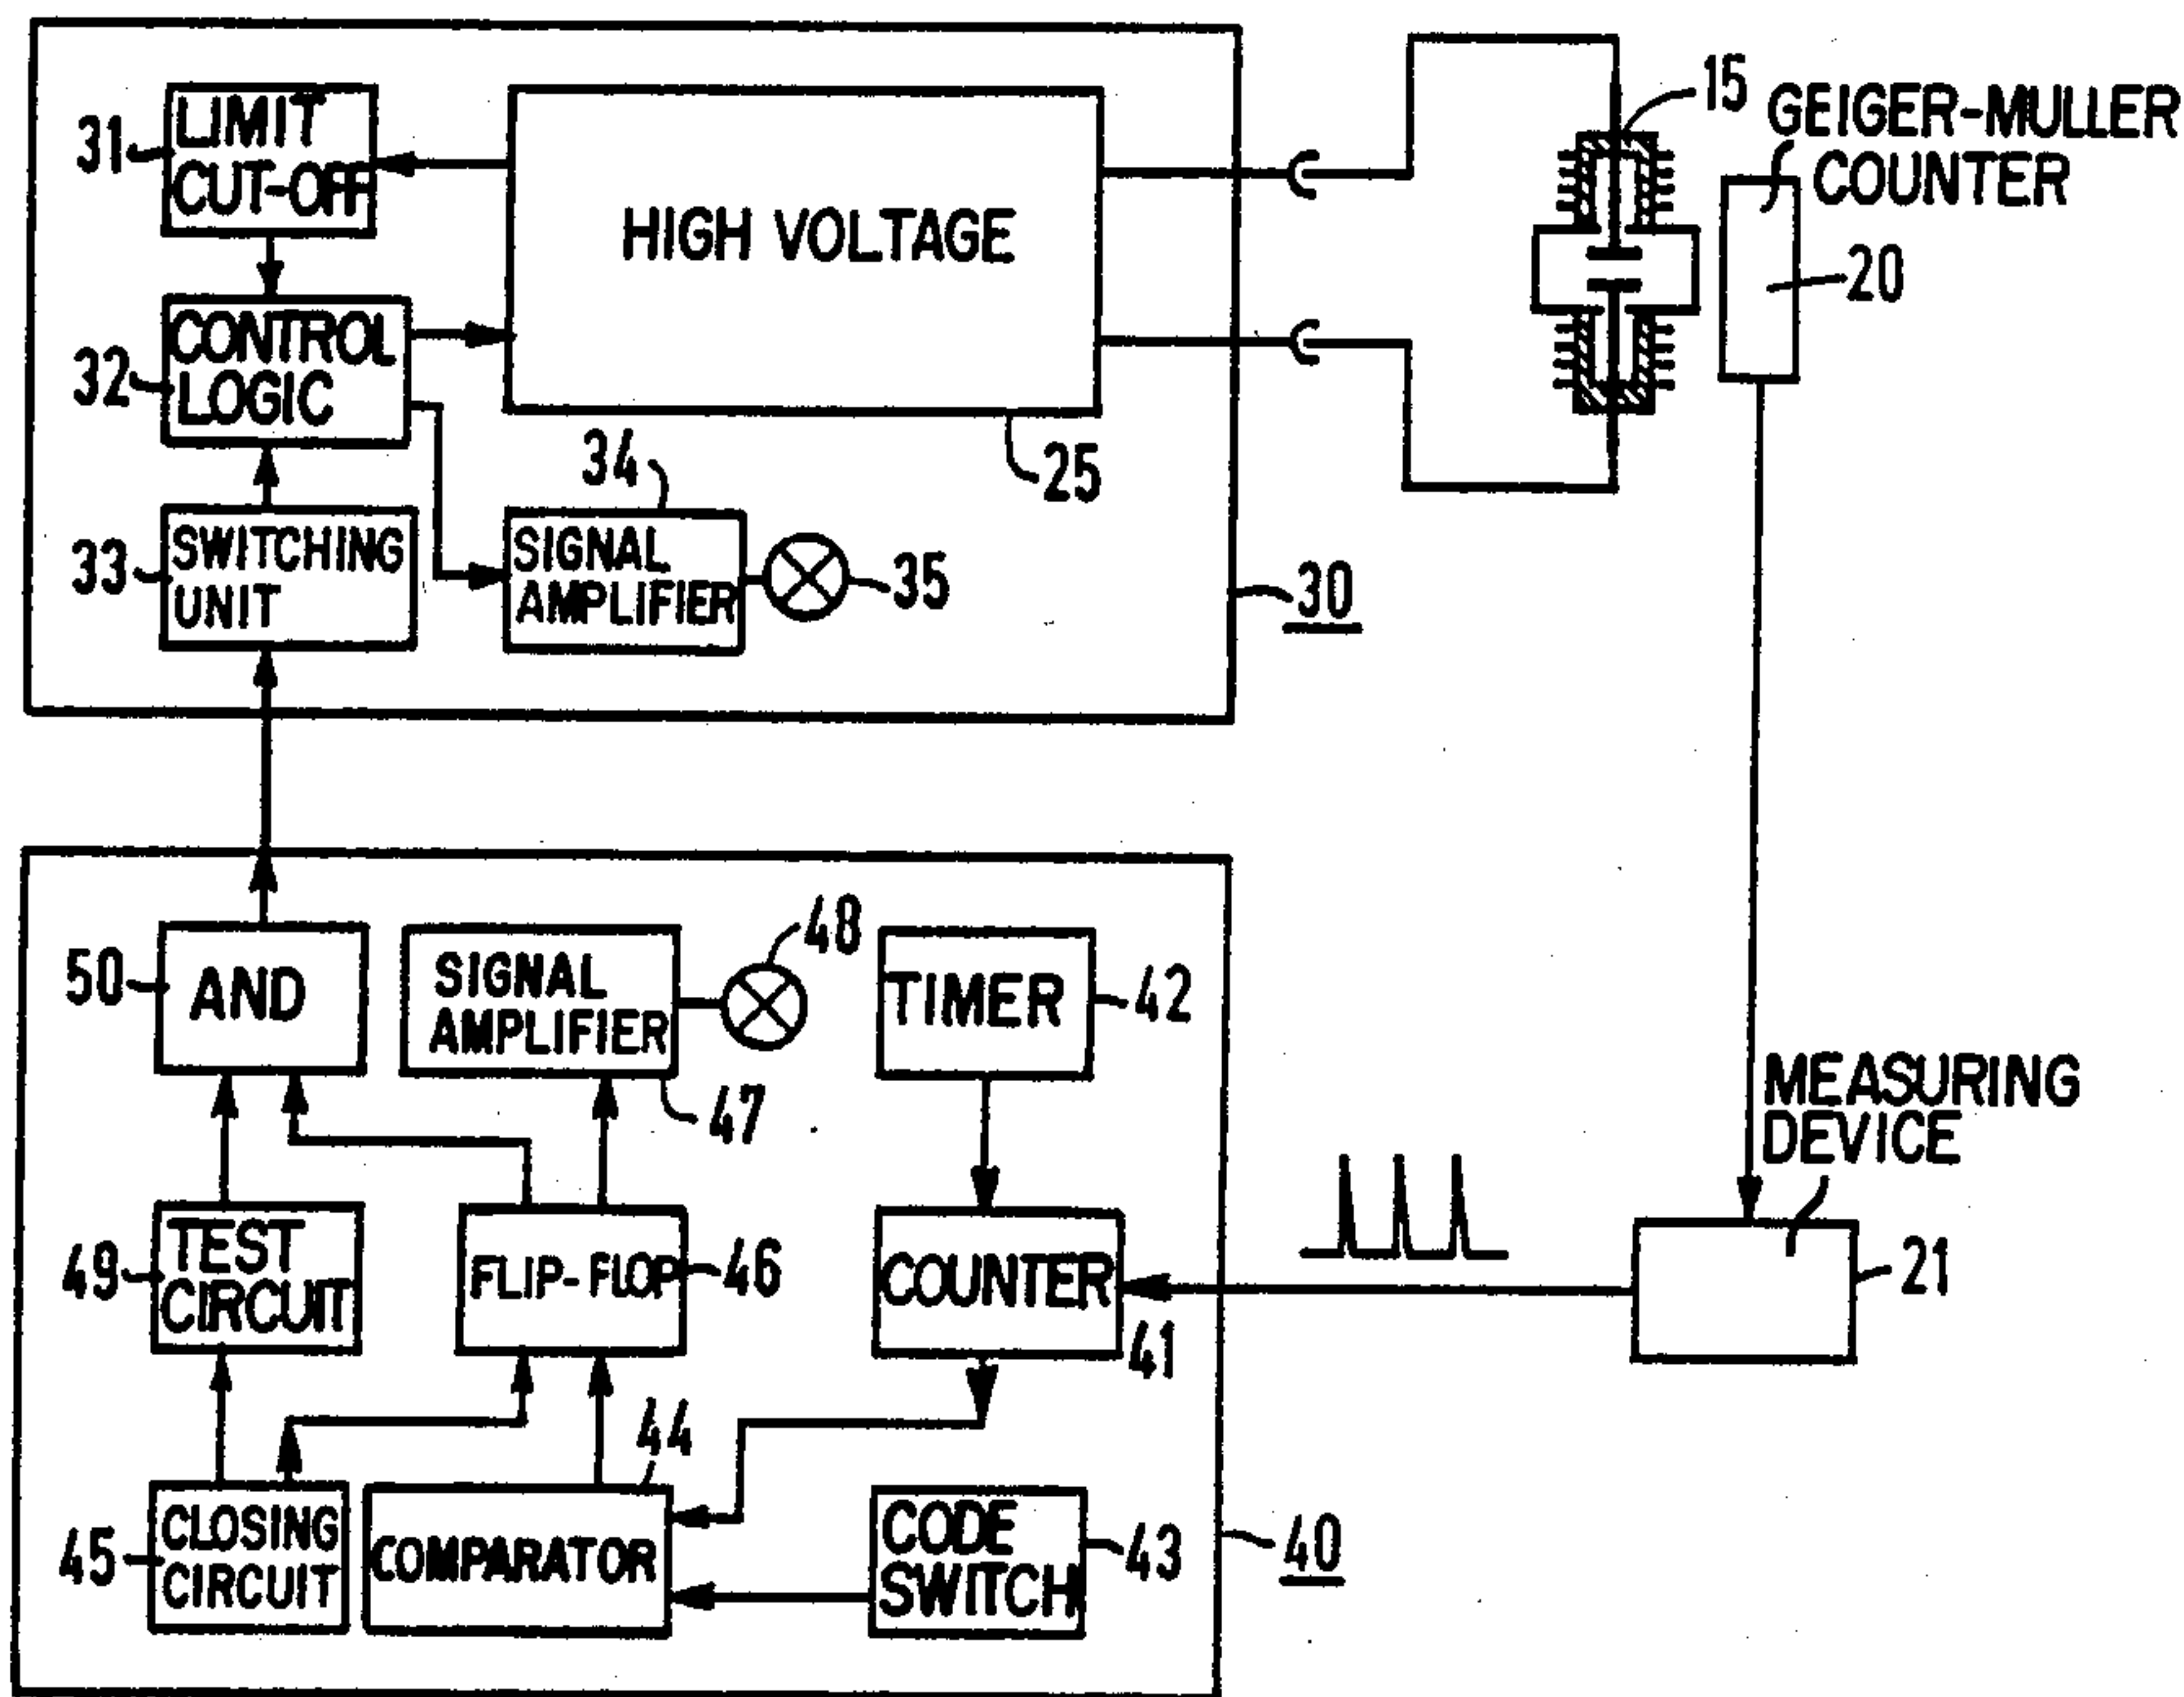 15
GEIGER-MULLER
COUNTER
20
31
LIMIT
CUT-OFF
HIGH VOLTAGE
25
32
CONTROL
LOGIC
34
33
SWITCHING
UNIT
SIGNAL
AMPLIFIER
35
30
50
AND
SIGNAL
AMPLIFIER
47
48
TIMER
42
MEASURING
DEVICE
21
49
TEST
CIRCUIT
FLIP-FLOP
46
COUNTER
41
44
45
CLOSING
CIRCUIT
COMPARATOR
CODE
SWITCH
43
40